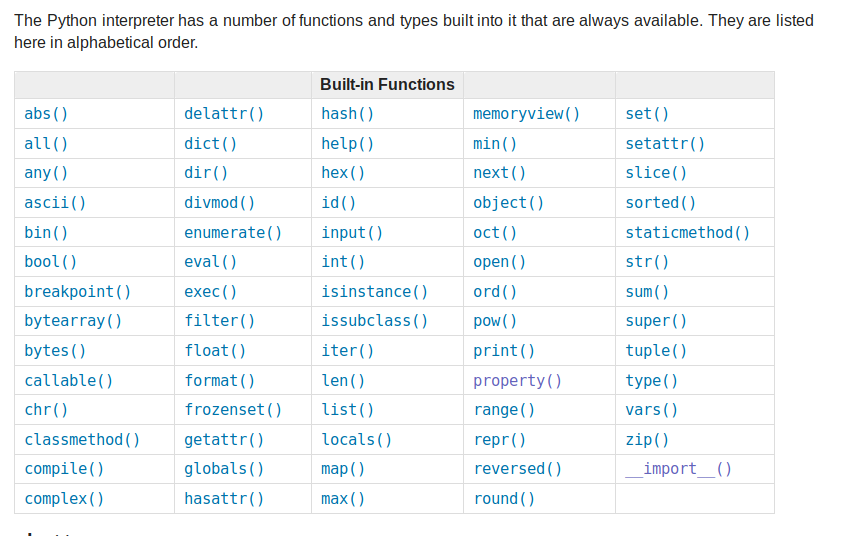 The Python interpreter has a number of functions and types built into it that are always available. They are listed
here in alphabetical order.
Built-in Functions
abs() delattr() hash() memoryview() set()
all() dict() help() min() setattr()
any() dir() hex() next() slice()
ascii() divmod() id() object() sorted()
bin() enumerate() input() oct() staticmethod()
bool() eval() int() open() str()
breakpoint() exec() isinstance() ord() sum()
bytearray() filter() issubclass() pow() super()
bytes() float() iter() print() tuple()
callable() format() len() property() type()
chr() frozenset() list() range() vars()
classmethod() getattr() locals() repr() zip()
compile() globals() map() reversed() __import__()
complex() hasattr() max() round()